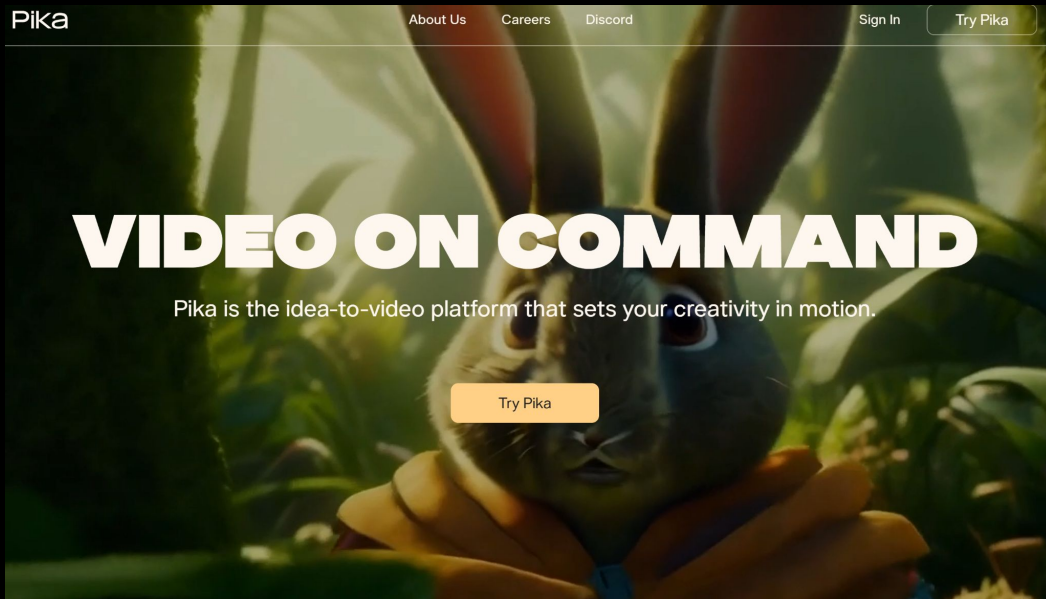 Pika
About Us Careers Discord
Sign In Try Pika
VIDEO ON COMMAND
Pika is the idea-to-video platform that sets your creativity in motion.
Try Pika